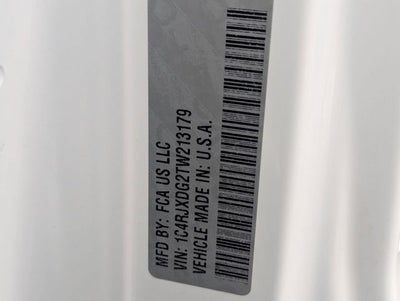 MFD BY: FCA US LLC
VIN: 1C4RJXDG2TW213179
VEHICLE MADE IN: U.S.A.